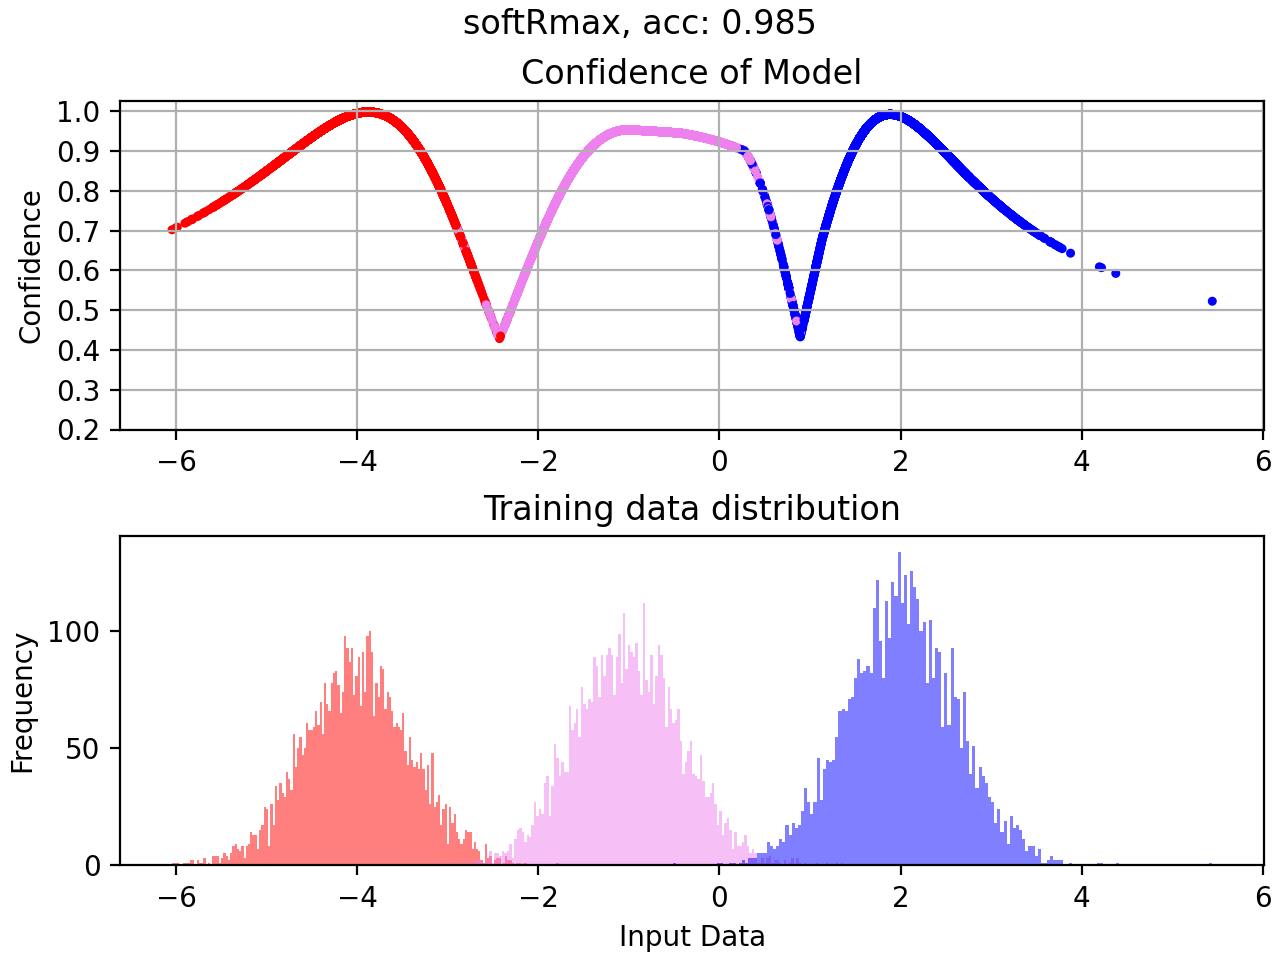 softRmax, acc: 0.985
Confidence of Model
Confidence
1.0
0.9
0.8
0.7
0.6
0.5
0.4
0.3
0.2
−6 −4 −2 0 2 4 6
Training data distribution
Frequency
100
50
0
−6 −4 −2 0 2 4 6
Input Data